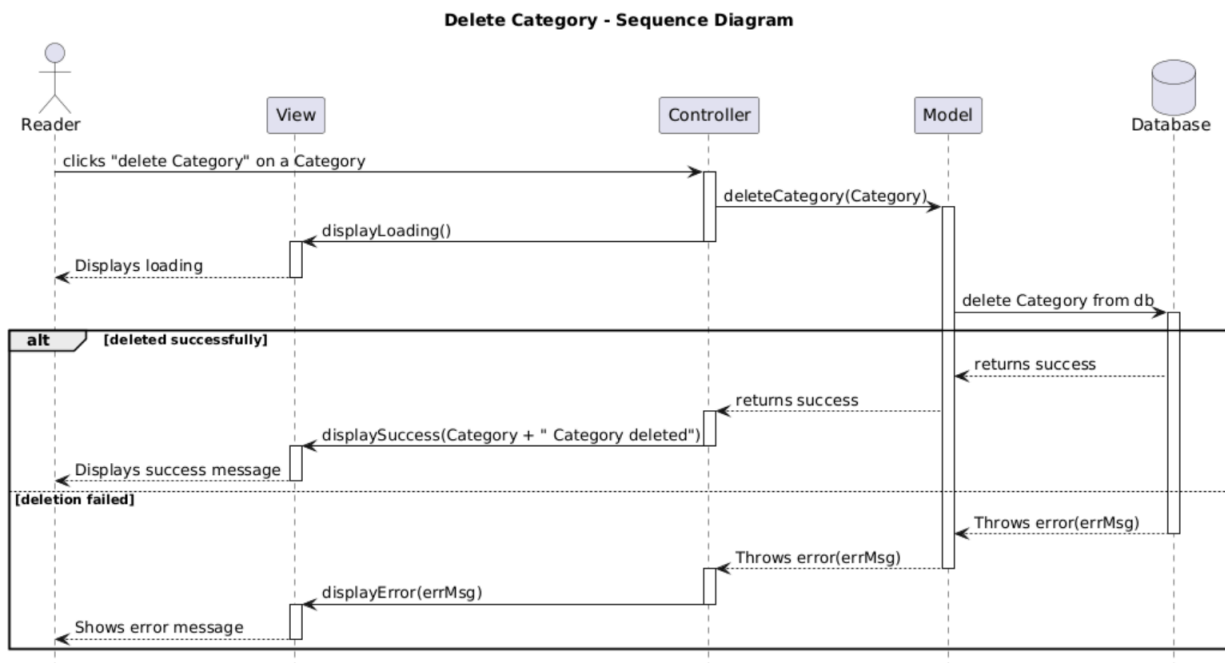 Delete Category - Sequence Diagram
Reader
View
Controller
Model
Database
clicks "delete Category" on a Category
deleteCategory(Category)
displayLoading()
Displays loading
delete Category from db
alt [deleted successfully]
returns success
returns success
displaySuccess(Category + " Category deleted")
Displays success message
[deletion failed]
Throws error(errMsg)
Throws error(errMsg)
displayError(errMsg)
Shows error message